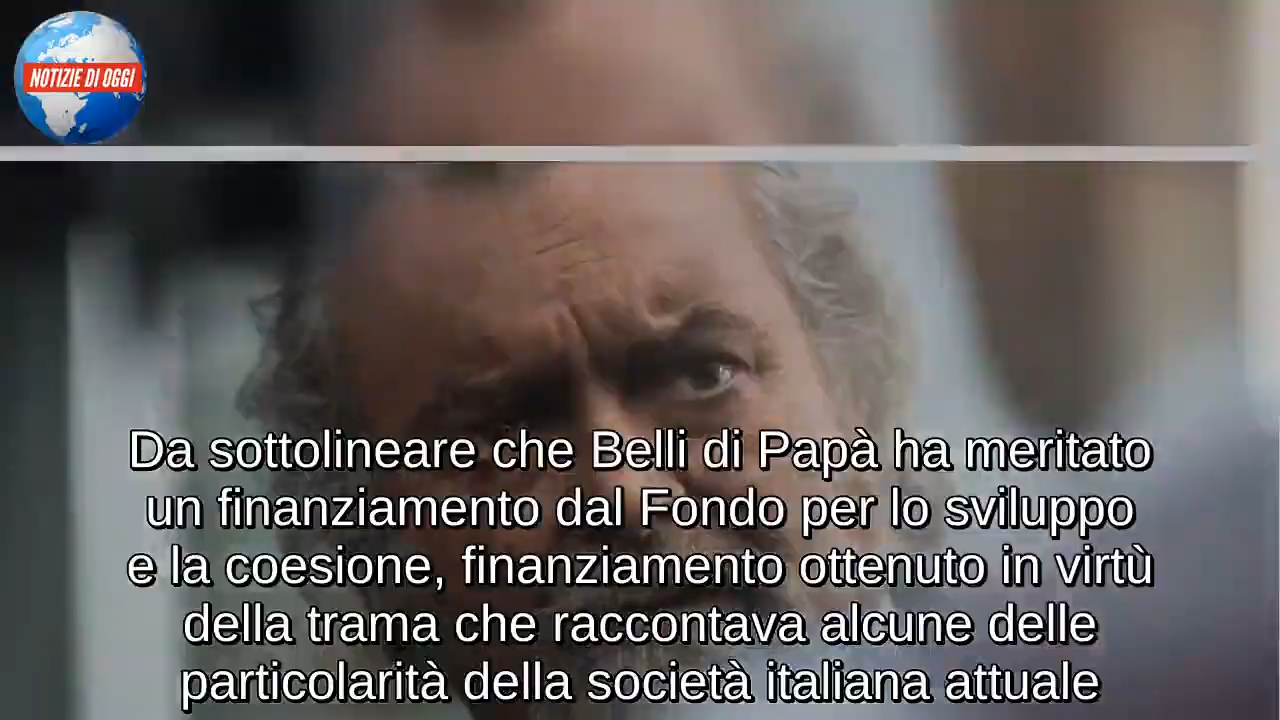 NOTIZIE DI OGGI
Da sottolineare che Belli di Papà ha meritato
un finanziamento dal Fondo per lo sviluppo
e la coesione, finanziamento ottenuto in virtù
della trama che raccontava alcune delle
particolarità della società italiana attuale